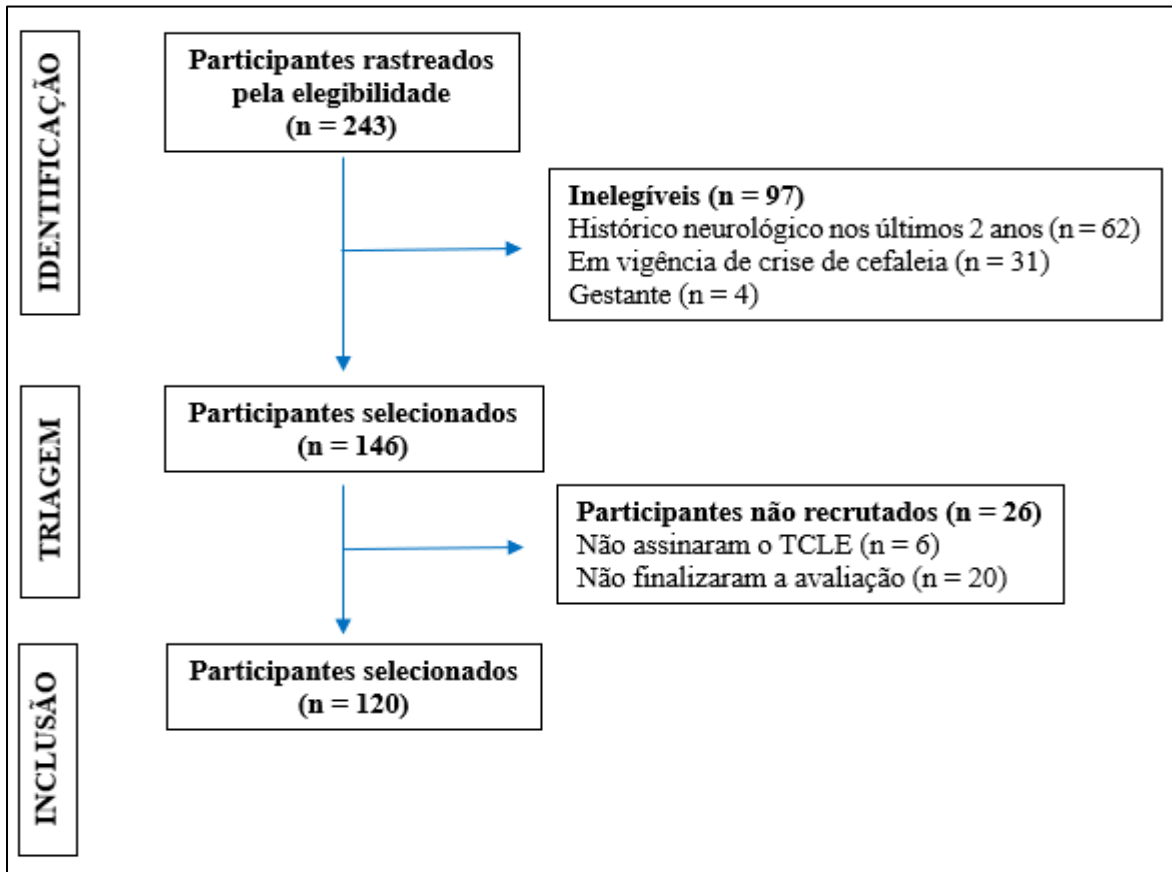 IDENTIFICAÇÃO
Participantes rastreados
pela elegibilidade
(n = 243)
Inelegíveis (n = 97)
Histórico neurológico nos últimos 2 anos (n = 62)
Em vigência de crise de cefaleia (n = 31)
Gestante (n = 4)
TRIAGEM
Participantes selecionados
(n = 146)
Participantes não recrutados (n = 26)
Não assinaram o TCLE (n = 6)
Não finalizaram a avaliação (n = 20)
INCLUSÃO
Participantes selecionados
(n = 120)